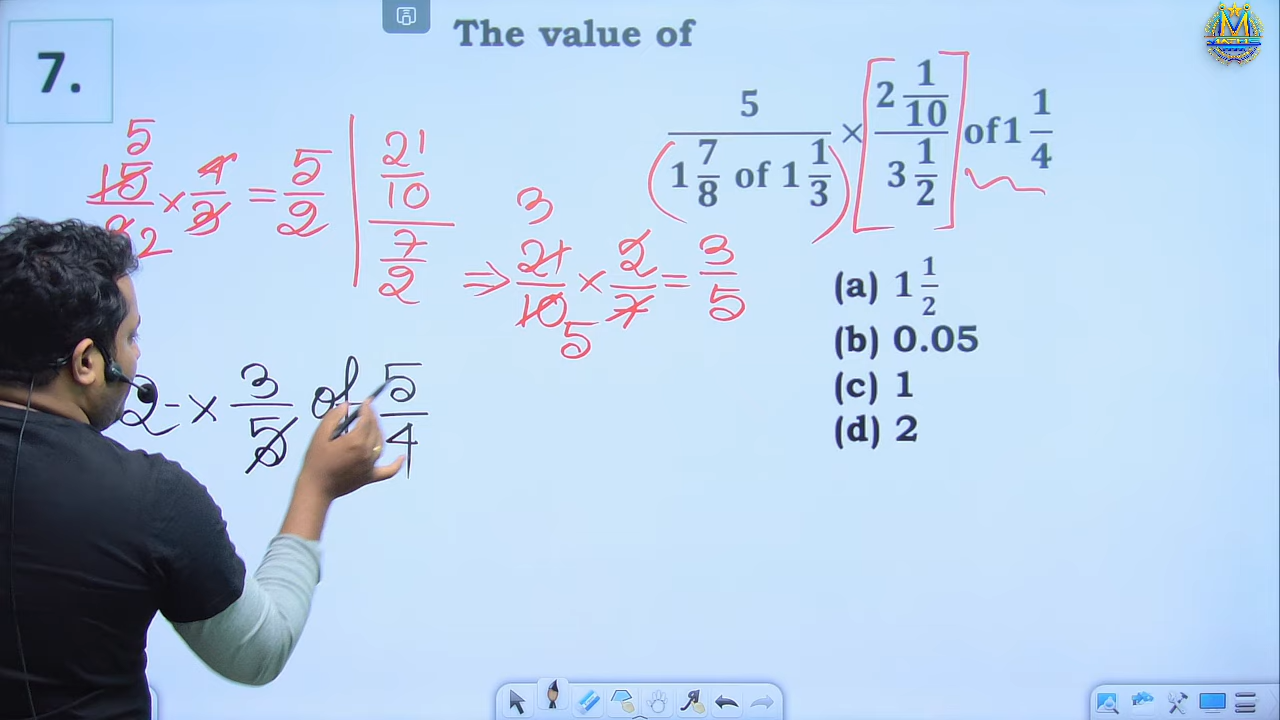 7.
The value of
5 / (1 7/8 of 1 1/3) × [2 1/10 / 3 1/2] of 1 1/4
(a) 1 1/2
(b) 0.05
(c) 1
(d) 2
5
15/2 × 4/3 = 5/2
21/10 / 7/2
3
⇒ 21/10 × 2/7 = 3/5
5
2 × 3/5 of 5/4
M
MATHS